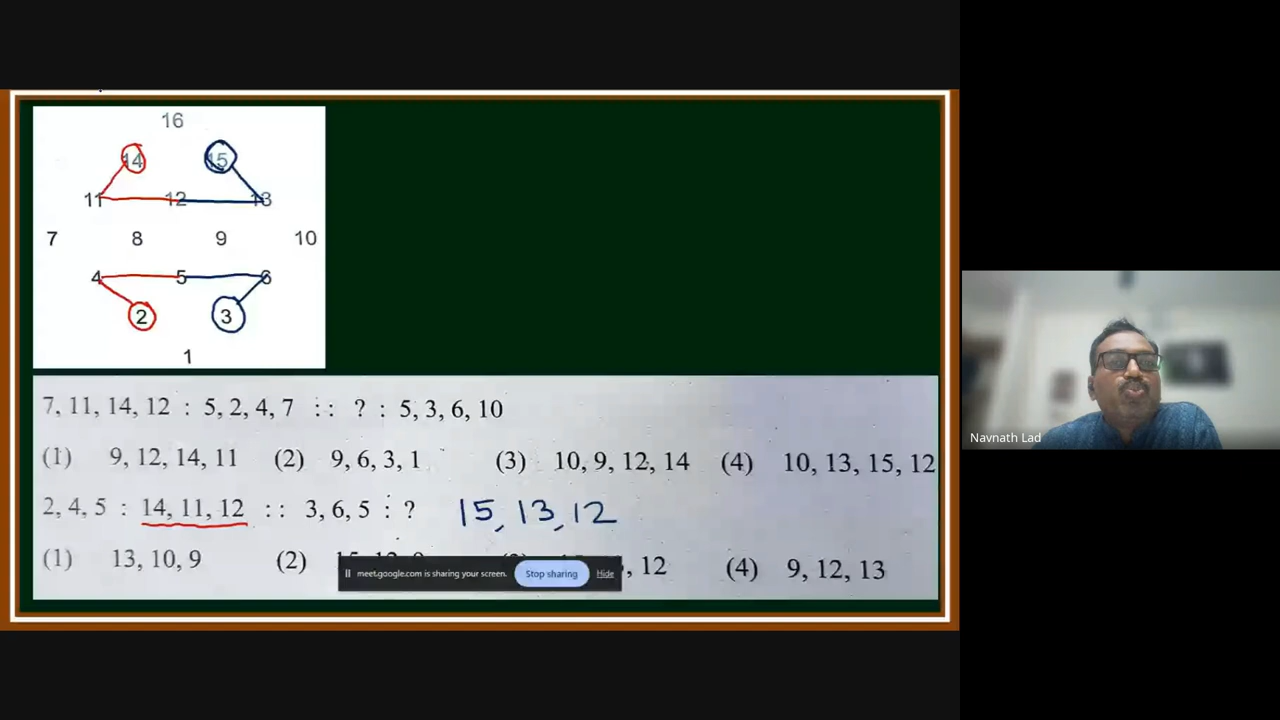 16
14 15
11 12 13
7 8 9 10
4 5 6
2 3
1
7, 11, 14, 12 : 5, 2, 4, 7 :: ? : 5, 3, 6, 10
(1) 9, 12, 14, 11 (2) 9, 6, 3, 1 (3) 10, 9, 12, 14 (4) 10, 13, 15, 12
2, 4, 5 : 14, 11, 12 :: 3, 6, 5 : ? 15, 13, 12
(1) 13, 10, 9 (2) , 12 (4) 9, 12, 13
meet.google.com is sharing your screen. Stop sharing Hide
Navnath Lad